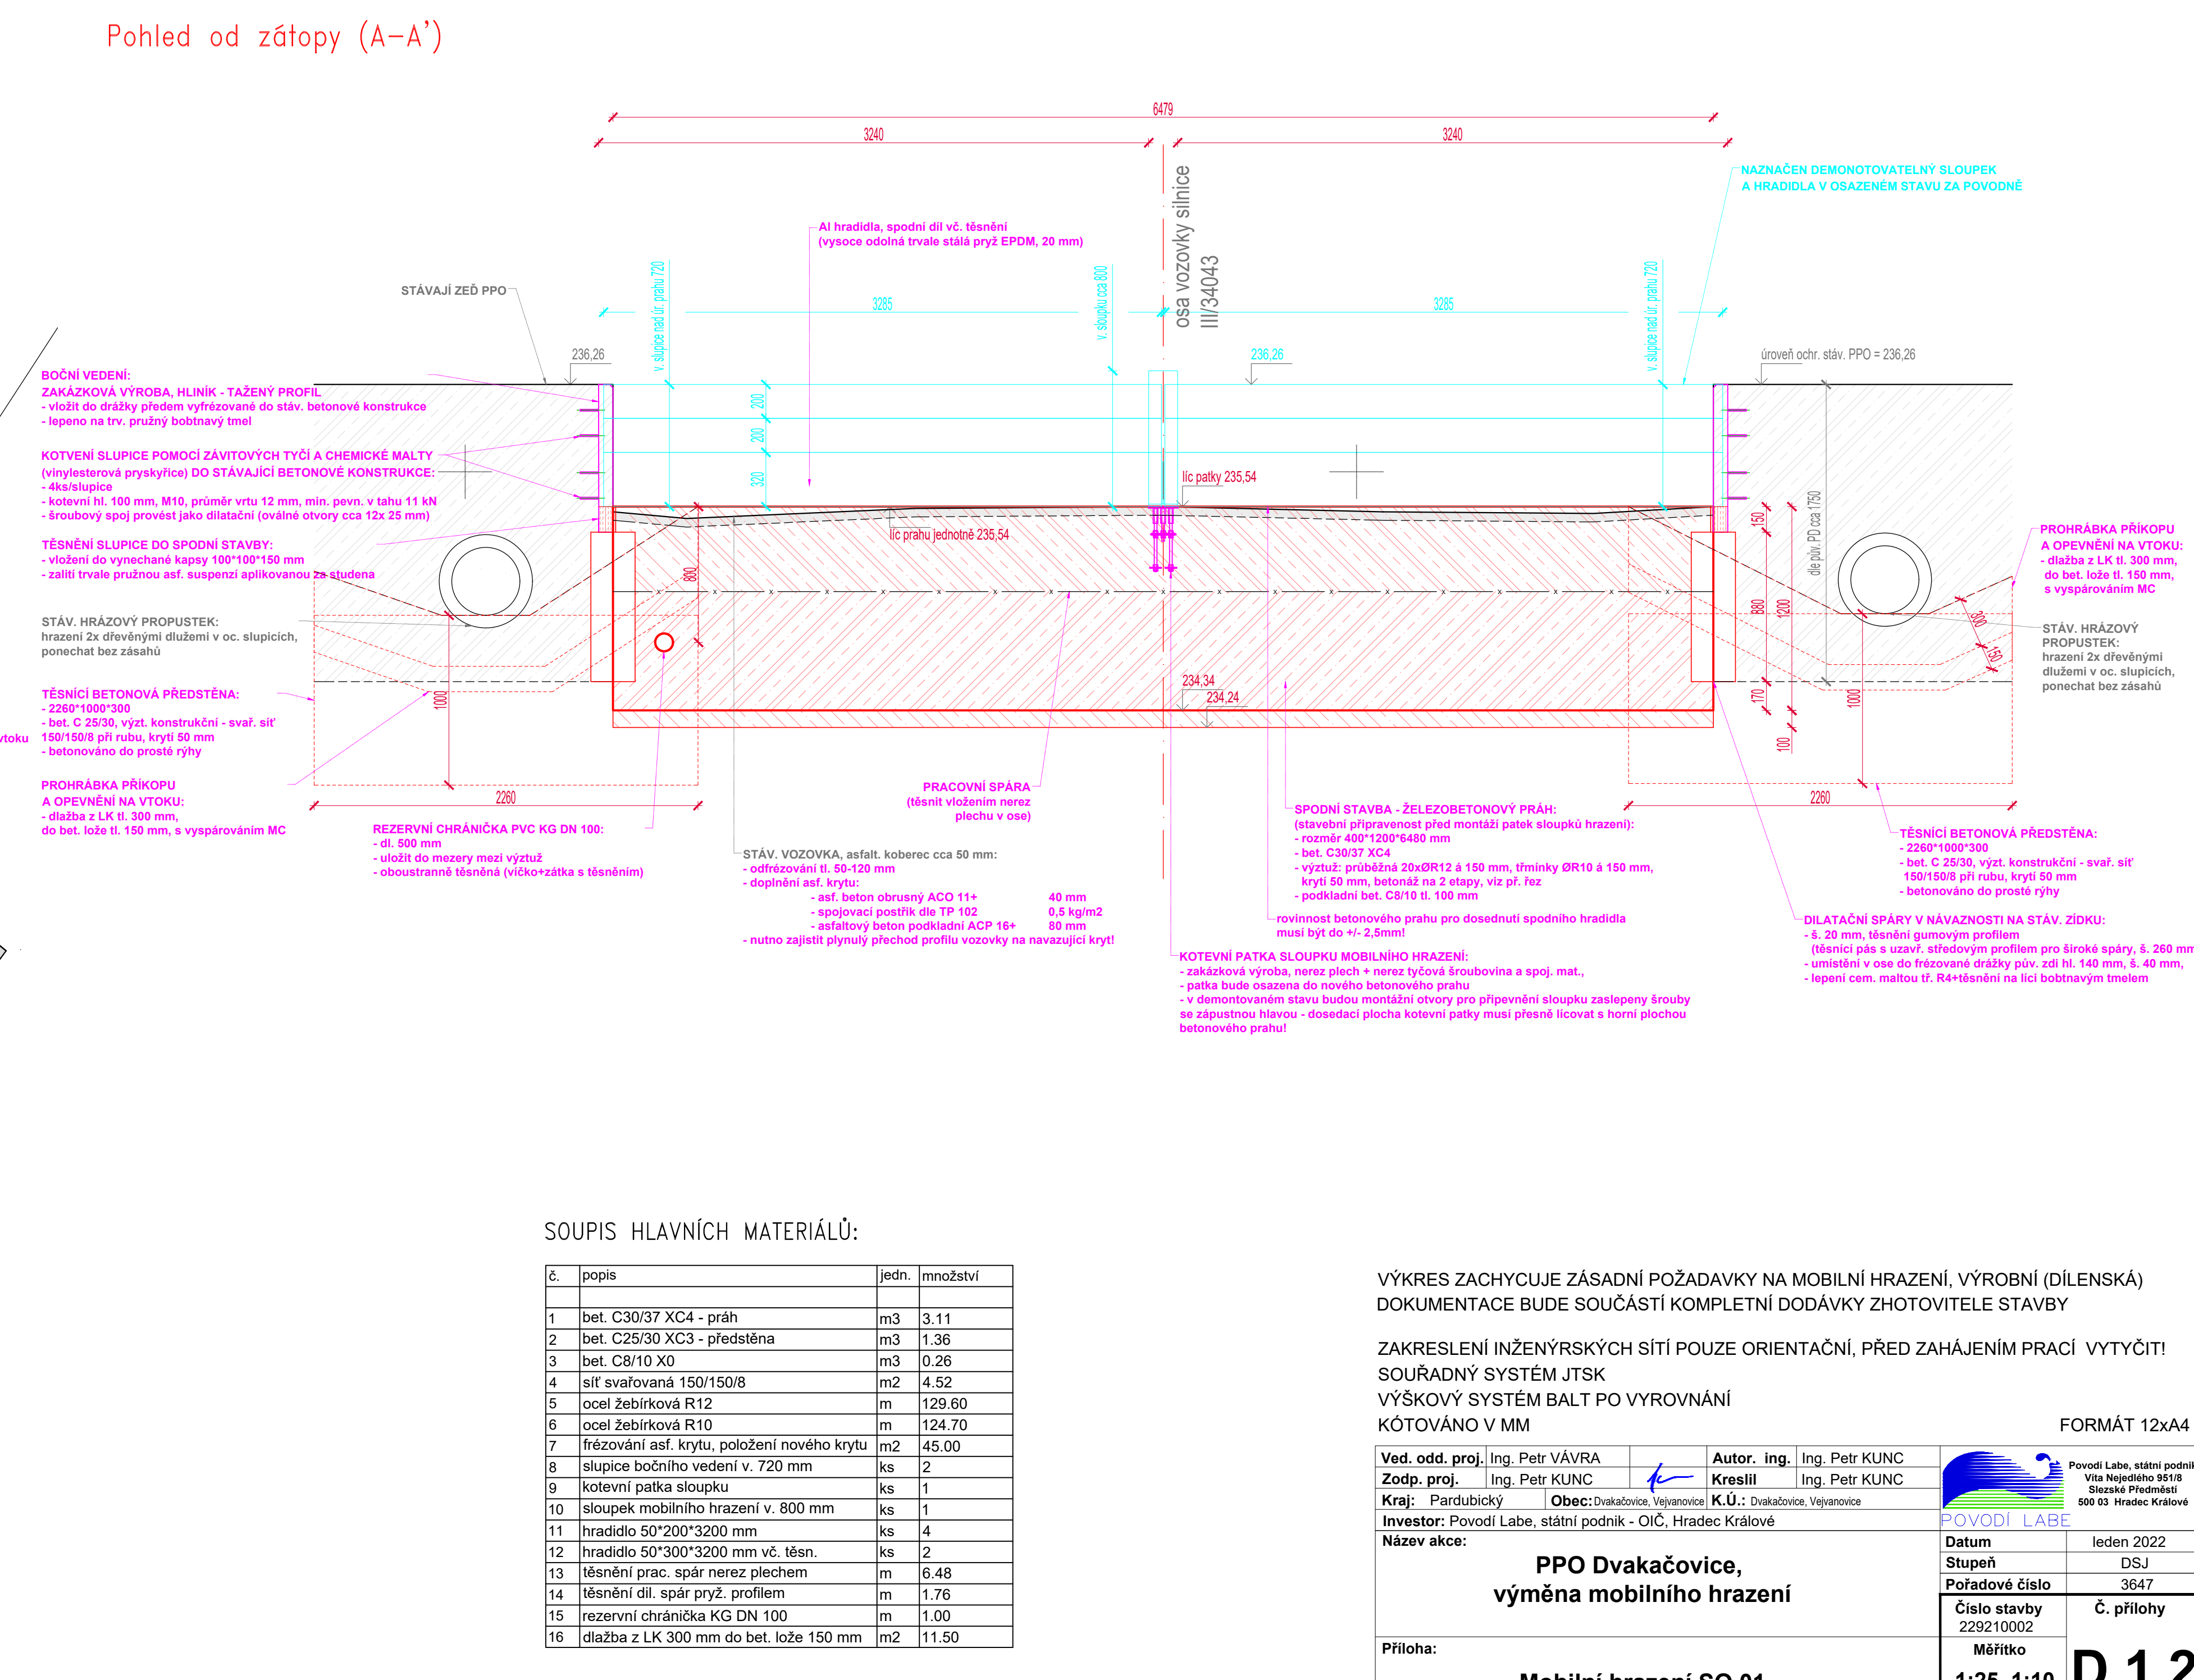 Pohled od zátopy (A-A')
6479
3240
3240
osa vozovky silnice
III/34043
NAZNAČEN DEMONOTOVATELNÝ SLOUPEK
A HRADIDLA V OSAZENÉM STAVU ZA POVODNĚ
Al hradidla, spodní díl vč. těsnění
(vysoce odolná trvale stálá pryž EPDM, 20 mm)
STÁVAJÍ ZEĎ PPO
v. slupice nad úr. prahu 720
v. sloupku cca 800
v. slupice nad úr. prahu 720
3285
3285
236,26
236,26
úroveň ochr. stáv. PPO = 236,26
BOČNÍ VEDENÍ:
ZAKÁZKOVÁ VÝROBA, HLINÍK - TAŽENÝ PROFIL
- vložit do drážky předem vyfrézované do stáv. betonové konstrukce
- lepeno na trv. pružný bobtnavý tmel
KOTVENÍ SLUPICE POMOCÍ ZÁVITOVÝCH TYČÍ A CHEMICKÉ MALTY
(vinylesterová pryskyřice) DO STÁVAJÍCÍ BETONOVÉ KONSTRUKCE:
- 4ks/slupice
- kotevní hl. 100 mm, M10, průměr vrtu 12 mm, min. pevn. v tahu 11 kN
- šroubový spoj provést jako dilatační (oválné otvory cca 12x 25 mm)
TĚSNĚNÍ SLUPICE DO SPODNÍ STAVBY:
- vložení do vynechané kapsy 100*100*150 mm
- zalití trvale pružnou asf. suspenzí aplikovanou za studena
STÁV. HRÁZOVÝ PROPUSTEK:
hrazení 2x dřevěnými dlužemi v oc. slupicích,
ponechat bez zásahů
TĚSNÍCÍ BETONOVÁ PŘEDSTĚNA:
- 2260*1000*300
- bet. C 25/30, výzt. konstrukční - svař. síť
150/150/8 při rubu, krytí 50 mm
- betonováno do prosté rýhy
vtoku
PROHRÁBKA PŘÍKOPU
A OPEVNĚNÍ NA VTOKU:
- dlažba z LK tl. 300 mm,
do bet. lože tl. 150 mm, s vyspárováním MC
200
200
320
líc patky 235,54
líc prahu jednotně 235,54
800
234,34
234,24
1000
2260
150
880
1200
170
100
dle pův. PD cca 1750
300
150
1000
2260
PROHRÁBKA PŘÍKOPU
A OPEVNĚNÍ NA VTOKU:
- dlažba z LK tl. 300 mm,
do bet. lože tl. 150 mm,
s vyspárováním MC
STÁV. HRÁZOVÝ
PROPUSTEK:
hrazení 2x dřevěnými
dlužemi v oc. slupicích,
ponechat bez zásahů
REZERVNÍ CHRÁNIČKA PVC KG DN 100:
- dl. 500 mm
- uložit do mezery mezi výztuž
- oboustranně těsněná (víčko+zátka s těsněním)
STÁV. VOZOVKA, asfalt. koberec cca 50 mm:
- odfrézování tl. 50-120 mm
- doplnění asf. krytu:
- asf. beton obrusný ACO 11+ 40 mm
- spojovací postřik dle TP 102 0,5 kg/m2
- asfaltový beton podkladní ACP 16+ 80 mm
- nutno zajistit plynulý přechod profilu vozovky na navazující kryt!
PRACOVNÍ SPÁRA
(těsnit vložením nerez
plechu v ose)
SPODNÍ STAVBA - ŽELEZOBETONOVÝ PRÁH:
(stavební připravenost před montáží patek sloupků hrazení):
- rozměr 400*1200*6480 mm
- bet. C30/37 XC4
- výztuž: průběžná 20xØR12 á 150 mm, třmínky ØR10 á 150 mm,
krytí 50 mm, betonáž na 2 etapy, viz př. řez
- podkladní bet. C8/10 tl. 100 mm
rovinnost betonového prahu pro dosednutí spodního hradidla
musí být do +/- 2,5mm!
KOTEVNÍ PATKA SLOUPKU MOBILNÍHO HRAZENÍ:
- zakázková výroba, nerez plech + nerez tyčová šroubovina a spoj. mat.,
- patka bude osazena do nového betonového prahu
- v demontovaném stavu budou montážní otvory pro připevnění sloupku zaslepeny šrouby
se zápustnou hlavou - dosedací plocha kotevní patky musí přesně lícovat s horní plochou
betonového prahu!
TĚSNÍCÍ BETONOVÁ PŘEDSTĚNA:
- 2260*1000*300
- bet. C 25/30, výzt. konstrukční - svař. síť
150/150/8 při rubu, krytí 50 mm
- betonováno do prosté rýhy
DILATAČNÍ SPÁRY V NÁVAZNOSTI NA STÁV. ZÍDKU:
- š. 20 mm, těsnění gumovým profilem
(těsnící pás s uzavř. středovým profilem pro široké spáry, š. 260 mm
- umístění v ose do frézované drážky pův. zdi hl. 140 mm, š. 40 mm,
- lepení cem. maltou tř. R4+těsnění na líci bobtnavým tmelem
SOUPIS HLAVNÍCH MATERIÁLŮ:
č. popis jedn. množství
1 bet. C30/37 XC4 - práh m3 3.11
2 bet. C25/30 XC3 - předstěna m3 1.36
3 bet. C8/10 X0 m3 0.26
4 síť svařovaná 150/150/8 m2 4.52
5 ocel žebírková R12 m 129.60
6 ocel žebírková R10 m 124.70
7 frézování asf. krytu, položení nového krytu m2 45.00
8 slupice bočního vedení v. 720 mm ks 2
9 kotevní patka sloupku ks 1
10 sloupek mobilního hrazení v. 800 mm ks 1
11 hradidlo 50*200*3200 mm ks 4
12 hradidlo 50*300*3200 mm vč. těsn. ks 2
13 těsnění prac. spár nerez plechem m 6.48
14 těsnění dil. spár pryž. profilem m 1.76
15 rezervní chránička KG DN 100 m 1.00
16 dlažba z LK 300 mm do bet. lože 150 mm m2 11.50
VÝKRES ZACHYCUJE ZÁSADNÍ POŽADAVKY NA MOBILNÍ HRAZENÍ, VÝROBNÍ (DÍLENSKÁ)
DOKUMENTACE BUDE SOUČÁSTÍ KOMPLETNÍ DODÁVKY ZHOTOVITELE STAVBY
ZAKRESLENÍ INŽENÝRSKÝCH SÍTÍ POUZE ORIENTAČNÍ, PŘED ZAHÁJENÍM PRACÍ VYTYČIT!
SOUŘADNÝ SYSTÉM JTSK
VÝŠKOVÝ SYSTÉM BALT PO VYROVNÁNÍ
KÓTOVÁNO V MM
FORMÁT 12xA4
Ved. odd. proj. Ing. Petr VÁVRA Autor. ing. Ing. Petr KUNC
Zodp. proj. Ing. Petr KUNC Kreslil Ing. Petr KUNC
Kraj: Pardubický Obec: Dvakačovice, Vejvanovice K.Ú.: Dvakačovice, Vejvanovice
Investor: Povodí Labe, státní podnik - OIČ, Hradec Králové
POVODÍ LABE
Povodí Labe, státní podnik
Víta Nejedlého 951/8
Slezské Předměstí
500 03 Hradec Králové
Název akce:
PPO Dvakačovice,
výměna mobilního hrazení
Datum leden 2022
Stupeň DSJ
Pořadové číslo 3647
Číslo stavby
229210002
Č. přílohy
Příloha:
Měřítko
1:25, 1:10
D.1.2
Mobilní hrazení SO 01